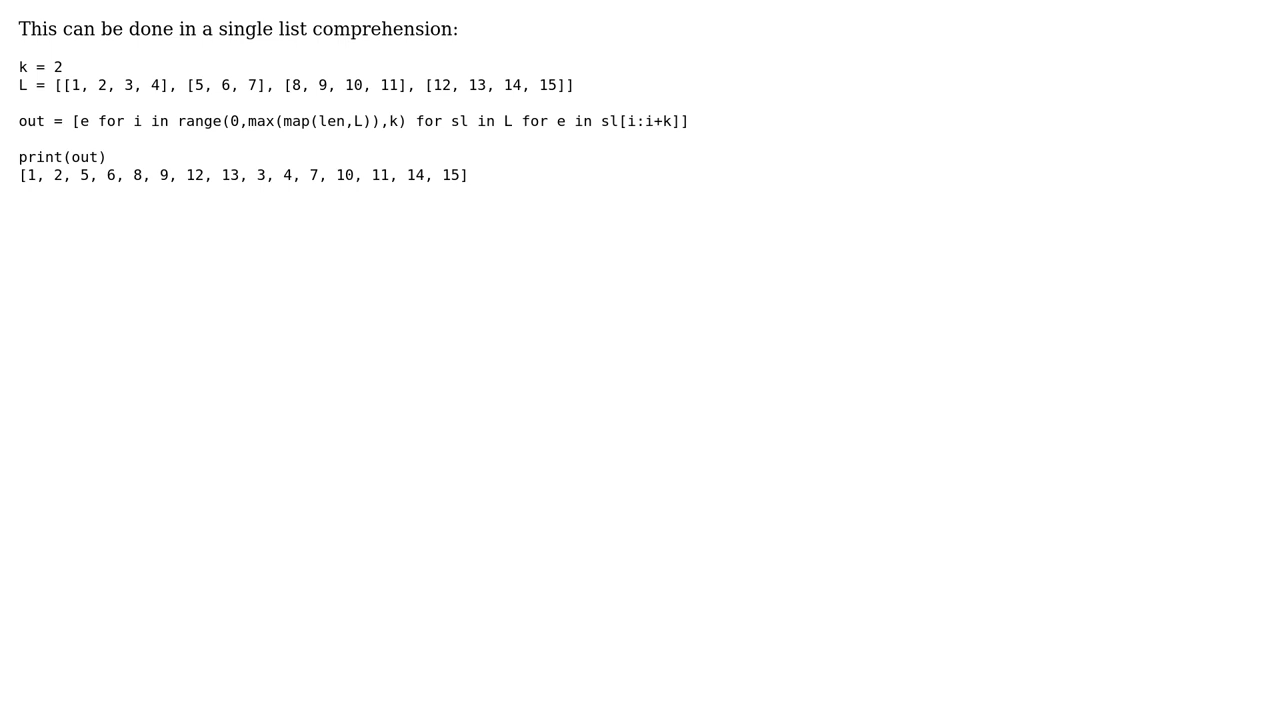 This can be done in a single list comprehension:
k = 2
L = [[1, 2, 3, 4], [5, 6, 7], [8, 9, 10, 11], [12, 13, 14, 15]]
out = [e for i in range(0,max(map(len,L)),k) for sl in L for e in sl[i:i+k]]
print(out)
[1, 2, 5, 6, 8, 9, 12, 13, 3, 4, 7, 10, 11, 14, 15]